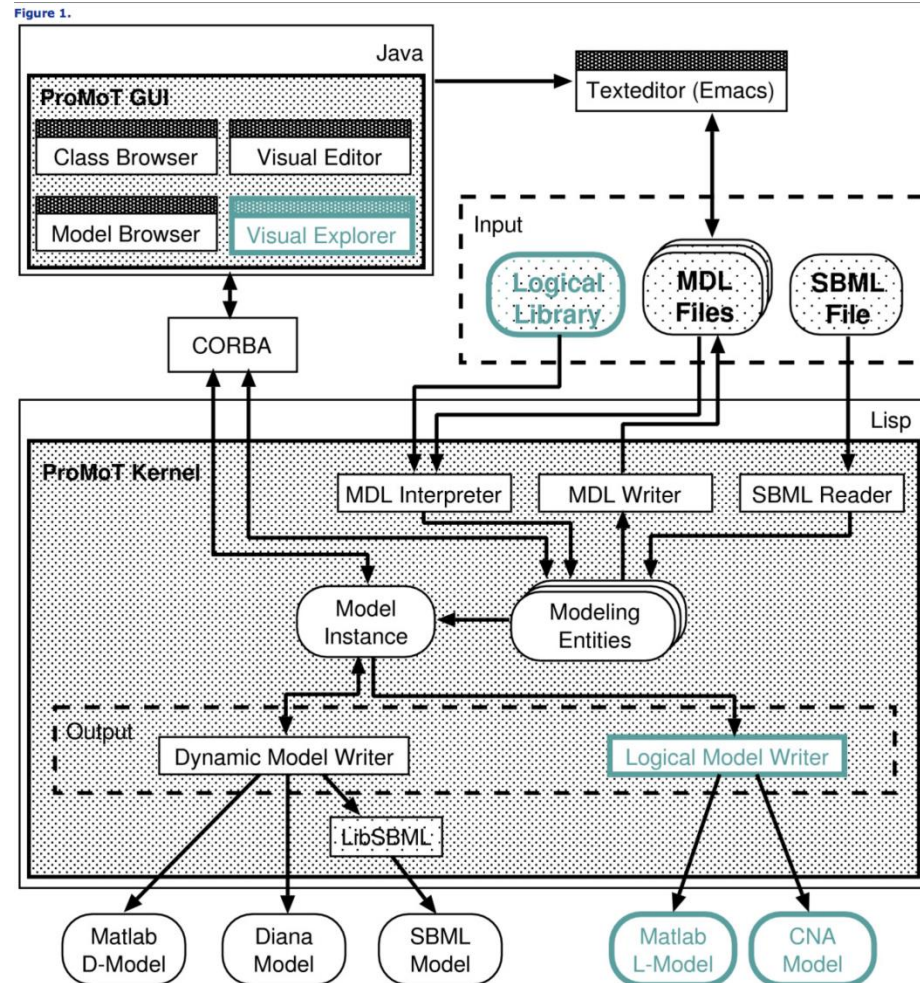 Figure 1.
Java
ProMoT GUI
Class Browser
Visual Editor
Model Browser
Visual Explorer
Texteditor (Emacs)
Input
Logical
Library
MDL
Files
SBML
File
CORBA
Lisp
ProMoT Kernel
MDL Interpreter
MDL Writer
SBML Reader
Model
Instance
Modeling
Entities
Output
Dynamic Model Writer
Logical Model Writer
LibSBML
Matlab
D-Model
Diana
Model
SBML
Model
Matlab
L-Model
CNA
Model